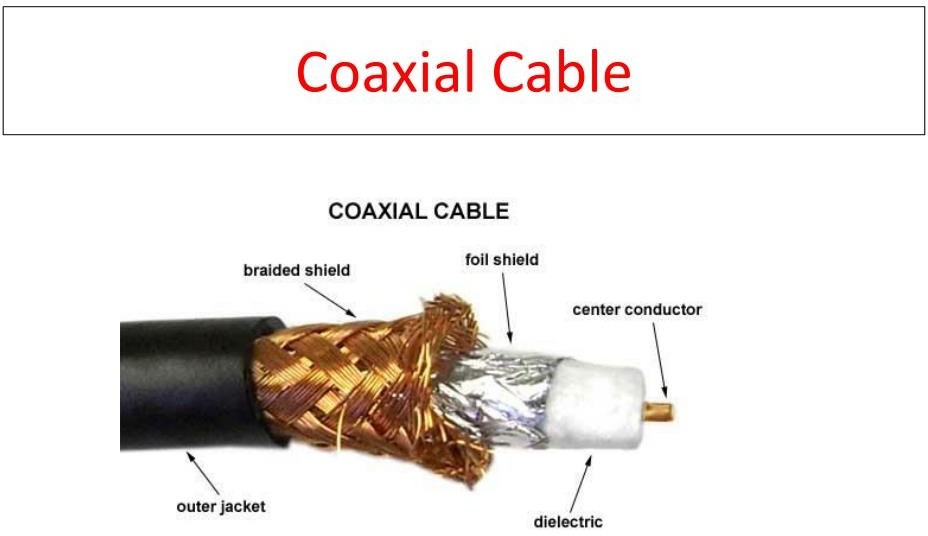 Coaxial Cable
COAXIAL CABLE
braided shield
foil shield
center conductor
outer jacket
dielectric